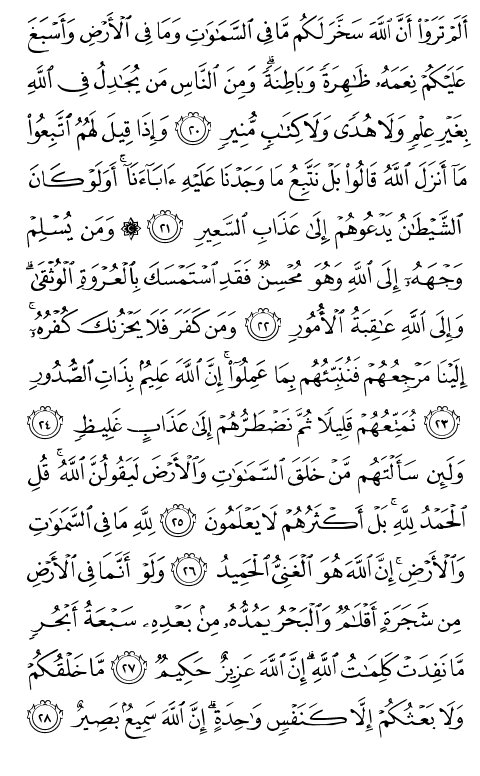 أَلَمْ تَرَوْا۟ أَنَّ ٱللَّهَ سَخَّرَ لَكُم مَّا فِى ٱلسَّمَـٰوَٰتِ وَمَا فِى ٱلْأَرْضِ وَأَسْبَغَ
عَلَيْكُمْ نِعَمَهُۥ ظَـٰهِرَةً وَبَاطِنَةً ۗ وَمِنَ ٱلنَّاسِ مَن يُجَـٰدِلُ فِى ٱللَّهِ
بِغَيْرِ عِلْمٍ وَلَا هُدًى وَلَا كِتَـٰبٍ مُّنِيرٍ ٢٠ وَإِذَا قِيلَ لَهُمُ ٱتَّبِعُوا۟
مَآ أَنزَلَ ٱللَّهُ قَالُوا۟ بَلْ نَتَّبِعُ مَا وَجَدْنَا عَلَيْهِ ءَابَآءَنَآ ۚ أَوَلَوْ كَانَ
ٱلشَّيْطَـٰنُ يَدْعُوهُمْ إِلَىٰ عَذَابِ ٱلسَّعِيرِ ٢١ ۞ وَمَن يُسْلِمْ
وَجْهَهُۥٓ إِلَى ٱللَّهِ وَهُوَ مُحْسِنٌ فَقَدِ ٱسْتَمْسَكَ بِٱلْعُرْوَةِ ٱلْوُثْقَىٰ ۗ
وَإِلَى ٱللَّهِ عَـٰقِبَةُ ٱلْأُمُورِ ٢٢ وَمَن كَفَرَ فَلَا يَحْزُنكَ كُفْرُهُۥٓ ۚ
إِلَيْنَا مَرْجِعُهُمْ فَنُنَبِّئُهُم بِمَا عَمِلُوٓا۟ ۚ إِنَّ ٱللَّهَ عَلِيمٌۢ بِذَاتِ ٱلصُّدُورِ
٢٣ نُمَتِّعُهُمْ قَلِيلًا ثُمَّ نَضْطَرُّهُمْ إِلَىٰ عَذَابٍ غَلِيظٍ ٢٤
وَلَئِن سَأَلْتَهُم مَّنْ خَلَقَ ٱلسَّمَـٰوَٰتِ وَٱلْأَرْضَ لَيَقُولُنَّ ٱللَّهُ ۚ قُلِ
ٱلْحَمْدُ لِلَّهِ ۚ بَلْ أَكْثَرُهُمْ لَا يَعْلَمُونَ ٢٥ لِلَّهِ مَا فِى ٱلسَّمَـٰوَٰتِ
وَٱلْأَرْضِ ۚ إِنَّ ٱللَّهَ هُوَ ٱلْغَنِىُّ ٱلْحَمِيدُ ٢٦ وَلَوْ أَنَّمَا فِى ٱلْأَرْضِ
مِن شَجَرَةٍ أَقْلَـٰمٌ وَٱلْبَحْرُ يَمُدُّهُۥ مِنۢ بَعْدِهِۦ سَبْعَةُ أَبْحُرٍ
مَّا نَفِدَتْ كَلِمَـٰتُ ٱللَّهِ ۗ إِنَّ ٱللَّهَ عَزِيزٌ حَكِيمٌ ٢٧ مَّا خَلْقُكُمْ
وَلَا بَعْثُكُمْ إِلَّا كَنَفْسٍ وَٰحِدَةٍ ۗ إِنَّ ٱللَّهَ سَمِيعٌۢ بَصِيرٌ ٢٨